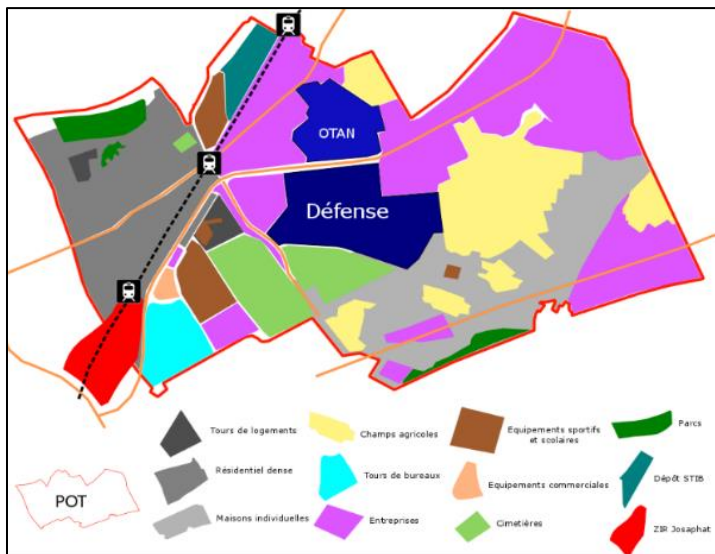 OTAN
Défense
Tours de logements
Champs agricoles
Equipements sportifs
et scolaires
Parcs
Résidentiel dense
Tours de bureaux
Equipements commerciales
Dépôt STIB
Maisons individuelles
Entreprises
Cimetières
ZIR Josaphat
POT